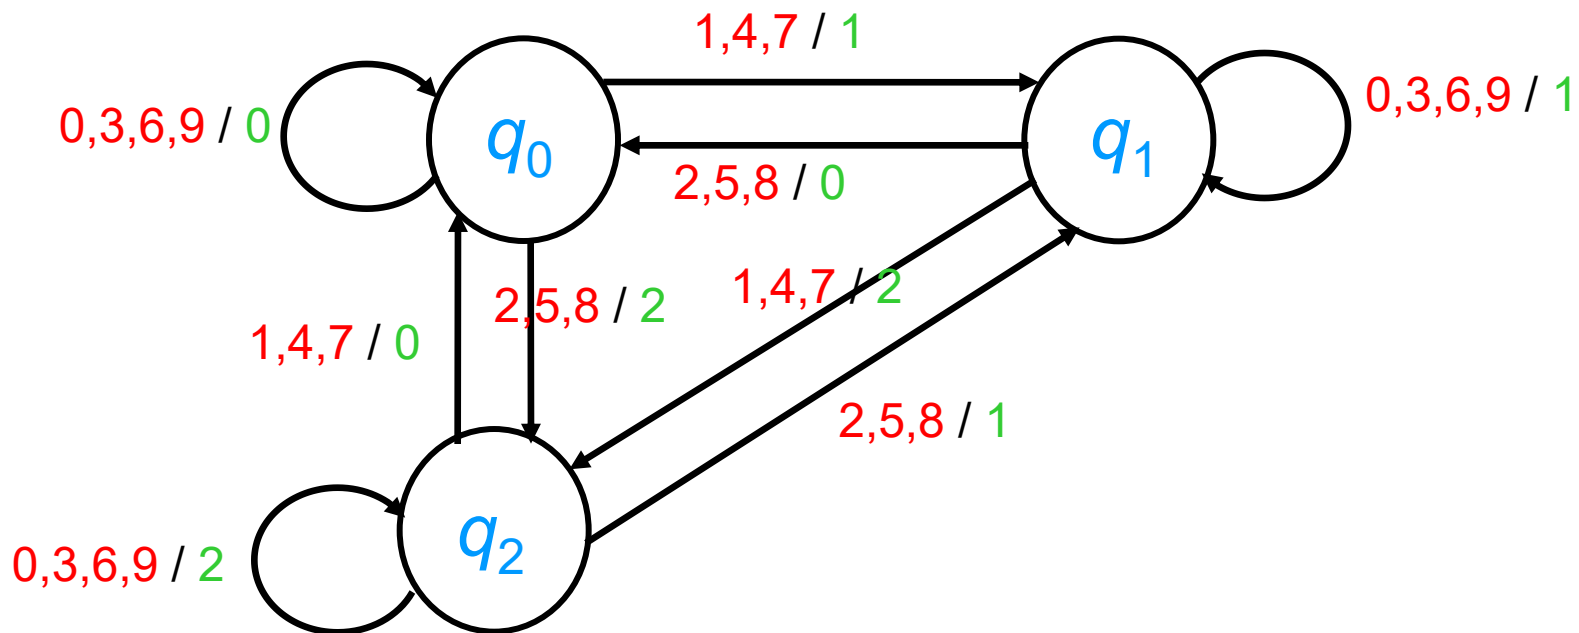 1,4,7 / 1
0,3,6,9 / 0
q0
q1
0,3,6,9 / 1
2,5,8 / 0
1,4,7 / 2
2,5,8 / 2
1,4,7 / 0
2,5,8 / 1
q2
0,3,6,9 / 2